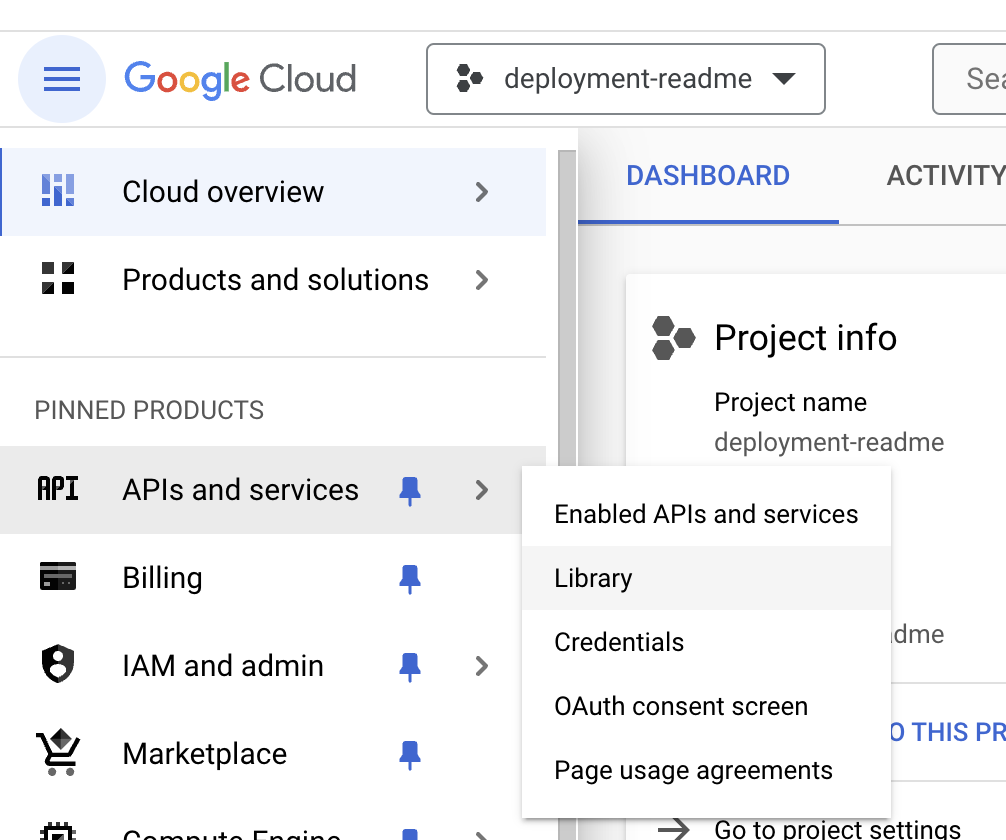 Google Cloud
deployment-readme
Cloud overview
Products and solutions
PINNED PRODUCTS
API
APIs and services
Billing
IAM and admin
Marketplace
Compute Engine
Enabled APIs and services
Library
Credentials
OAuth consent screen
Page usage agreements
DASHBOARD
ACTIVITY
Project info
Project name
deployment-readme
dme
O THIS PR
Go to project settings